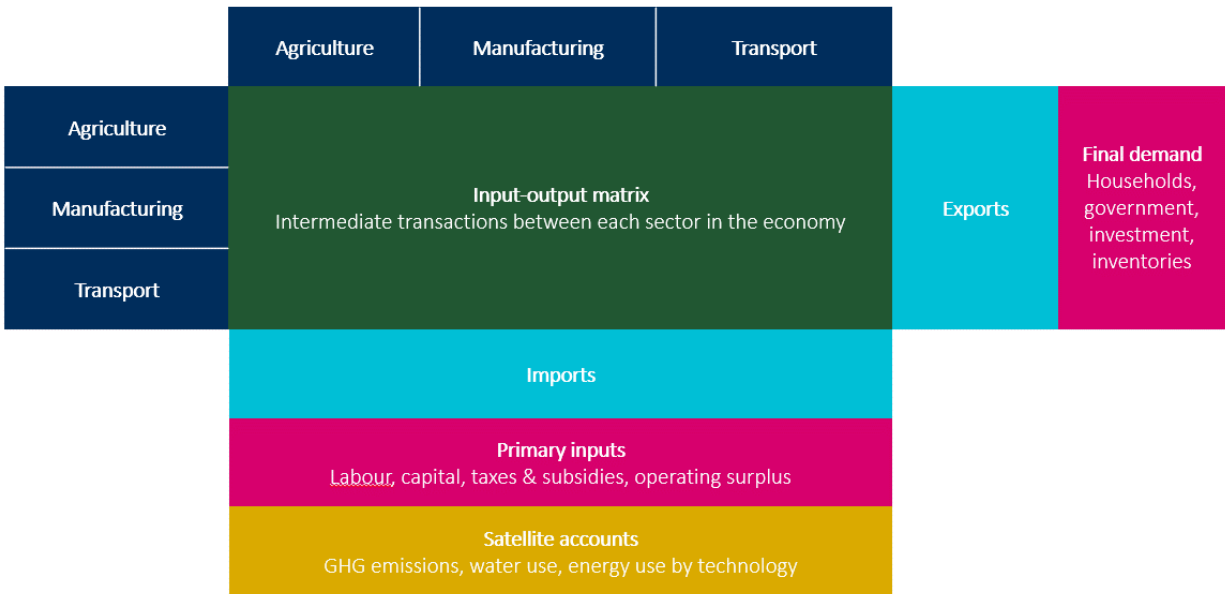 Agriculture
Manufacturing
Transport
Agriculture
Manufacturing
Transport
Input-output matrix
Intermediate transactions between each sector in the economy
Exports
Final demand
Households,
government,
investment,
inventories
Imports
Primary inputs
Labour, capital, taxes & subsidies, operating surplus
Satellite accounts
GHG emissions, water use, energy use by technology